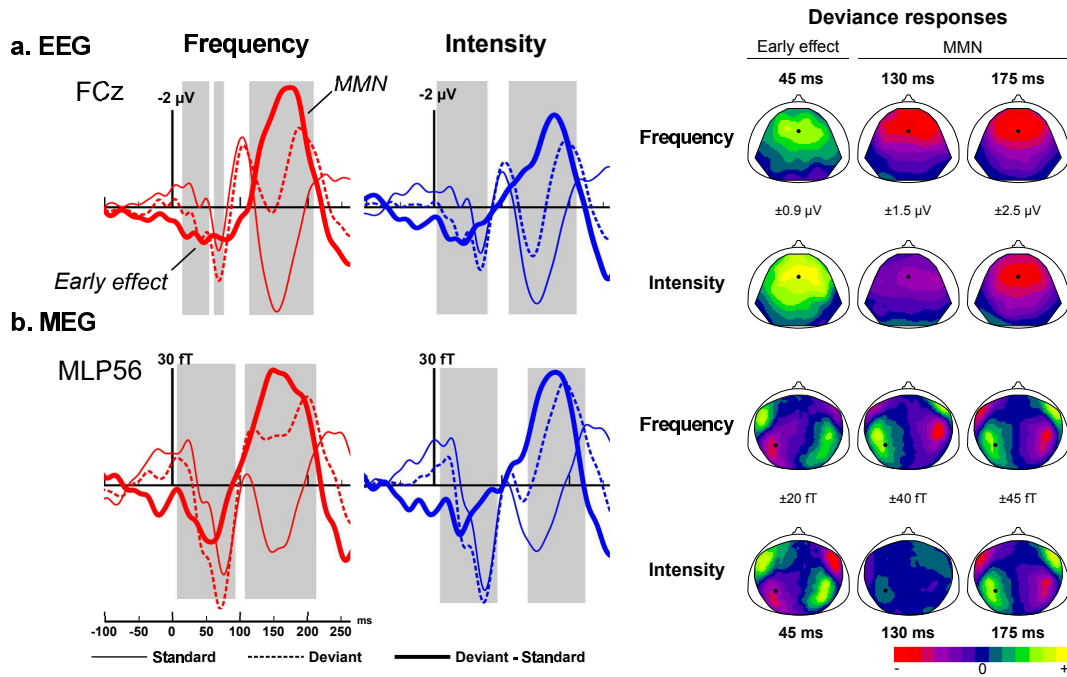 Deviance responses
a. EEG Frequency Intensity
Early effect MMN
FCz
45 ms 130 ms 175 ms
-2 µV MMN -2 µV
Frequency
±0.9 µV ±1.5 µV ±2.5 µV
Early effect
Intensity
b. MEG
MLP56
30 fT 30 fT
Frequency
±20 fT ±40 fT ±45 fT
Intensity
-100 0 50 100 150 200 250 ms
45 ms 130 ms 175 ms
Standard Deviant Deviant - Standard
- 0 +